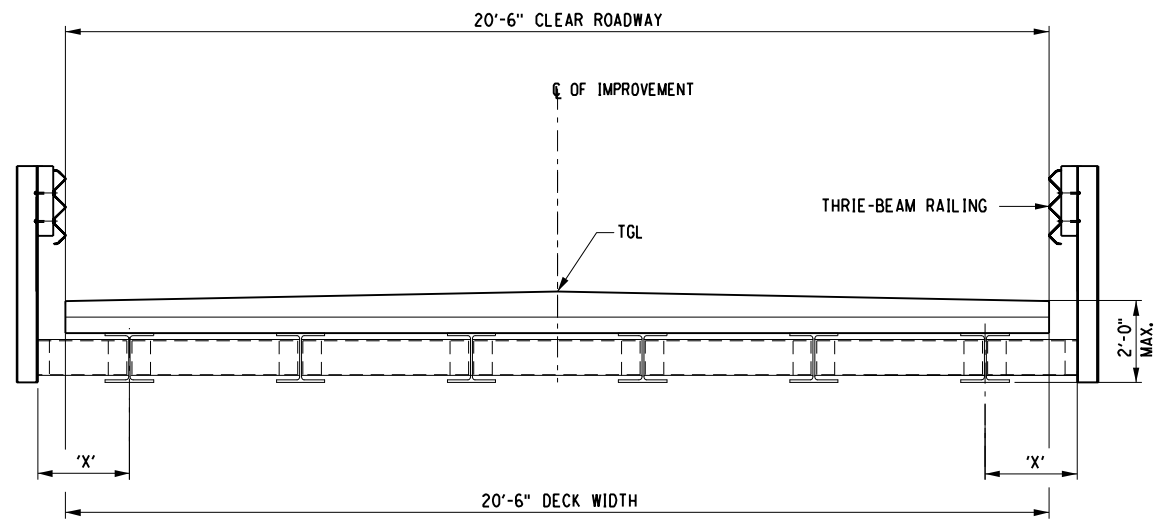 20'-6" CLEAR ROADWAY
℄ OF IMPROVEMENT
THRIE-BEAM RAILING
TGL
2'-0"
MAX.
'X'
'X'
20'-6" DECK WIDTH